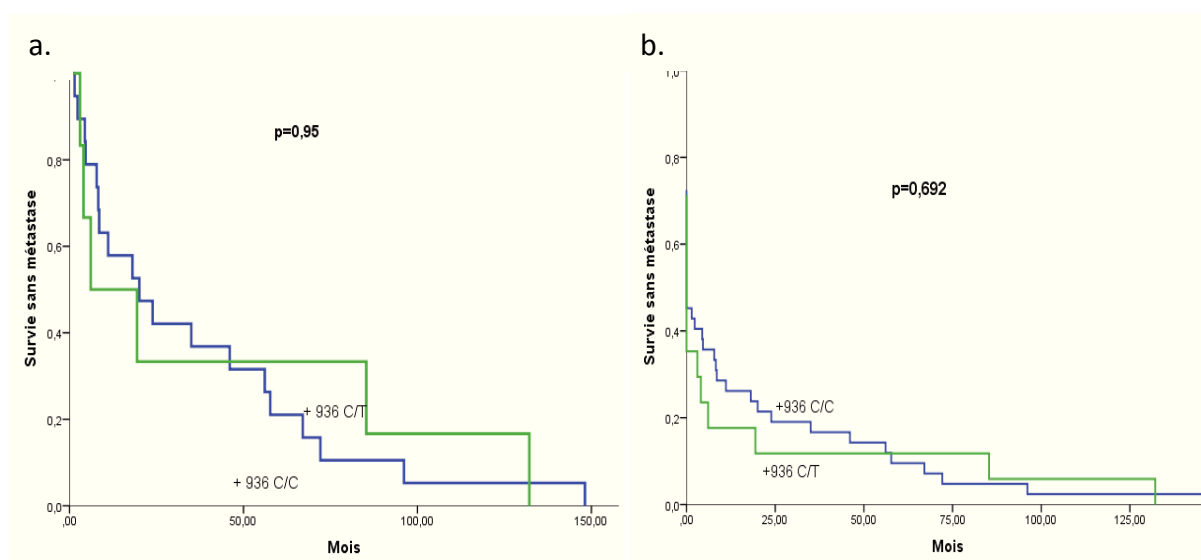 a.
p=0,95
Survie sans métastase
0,8
0,6
0,4
0,2
0,0
+ 936 C/T
+ 936 C/C
,00
50,00
100,00
150,00
Mois
b.
1,0
p=0,692
Survie sans métastase
0,8
0,6
0,4
0,2
0,0
+936 C/C
+936 C/T
,00
25,00
50,00
75,00
100,00
125,00
Mois